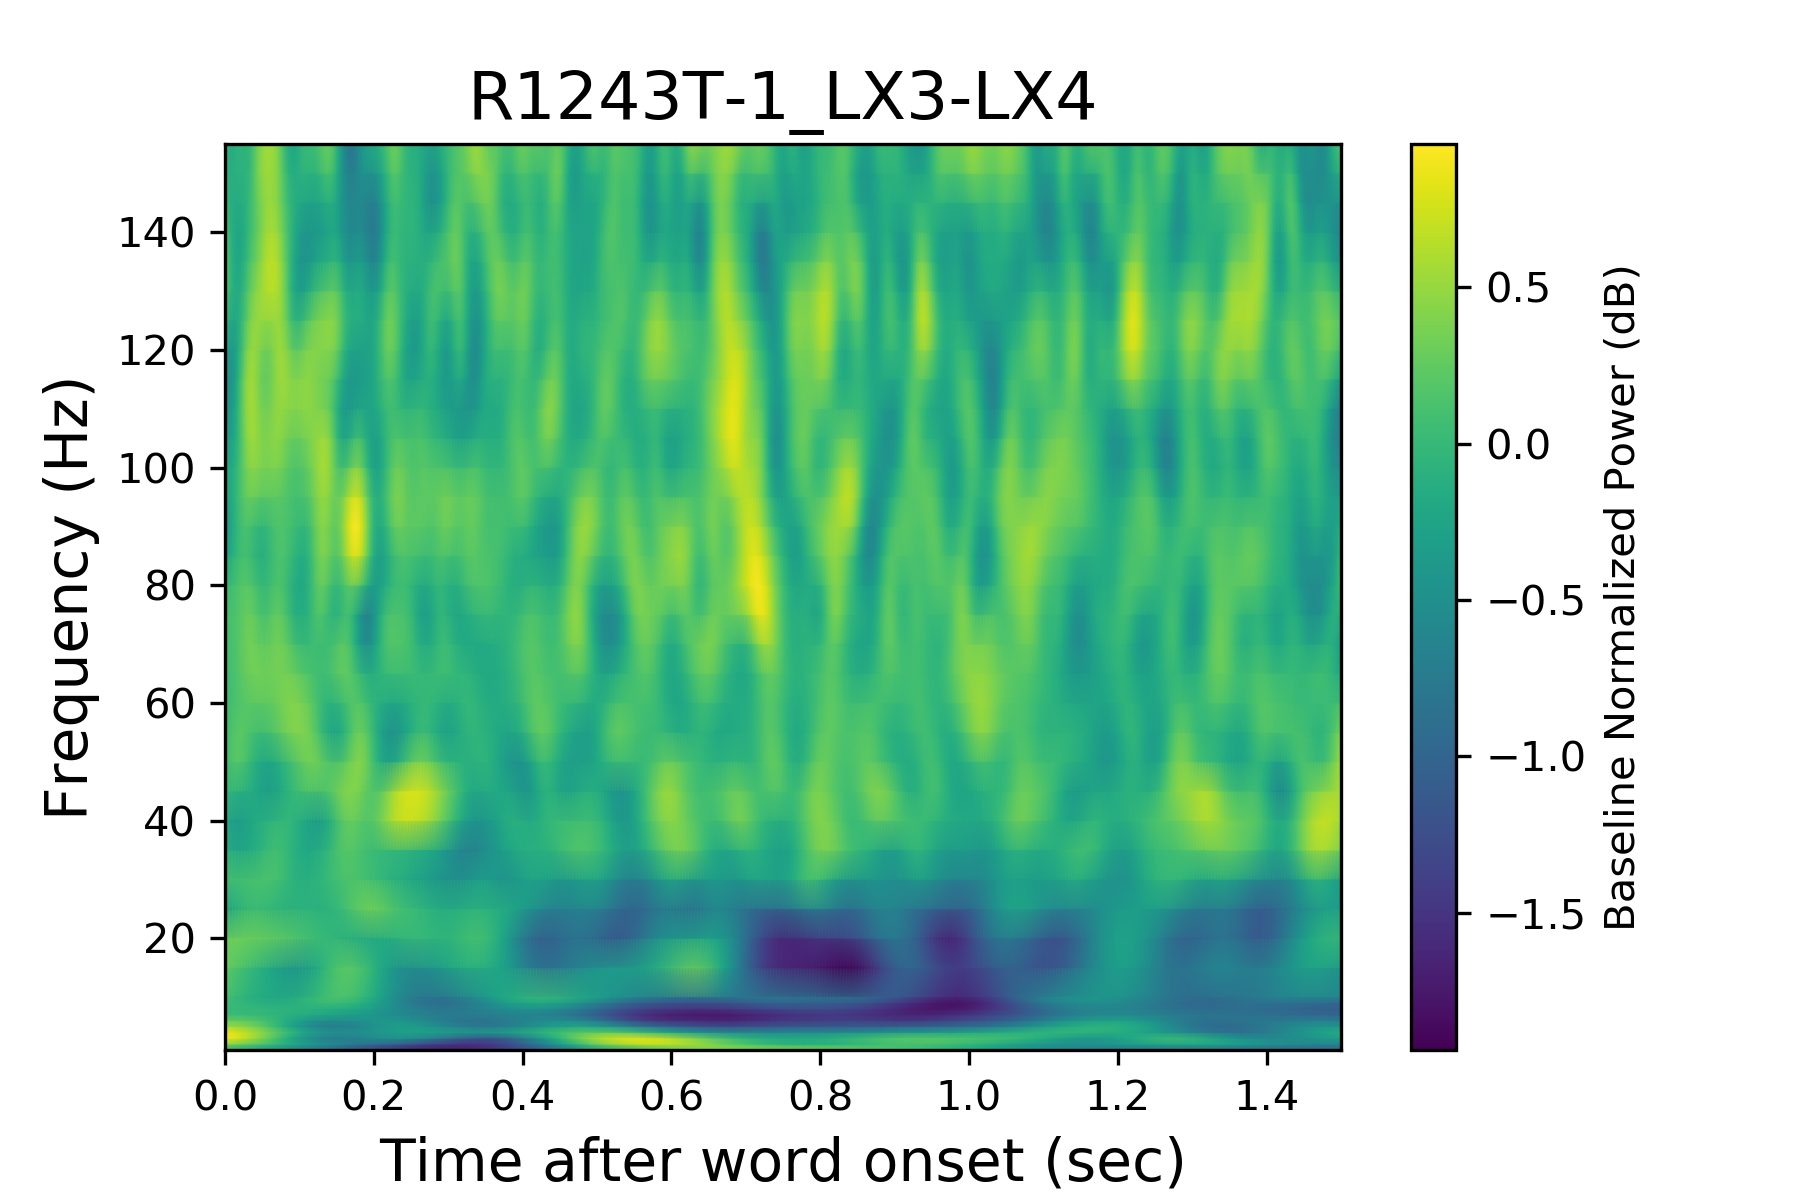 R1243T-1_LX3-LX4
Frequency (Hz)
140
120
100
80
60
40
20
0.0 0.2 0.4 0.6 0.8 1.0 1.2 1.4
Time after word onset (sec)
0.5
0.0
−0.5
−1.0
−1.5
Baseline Normalized Power (dB)